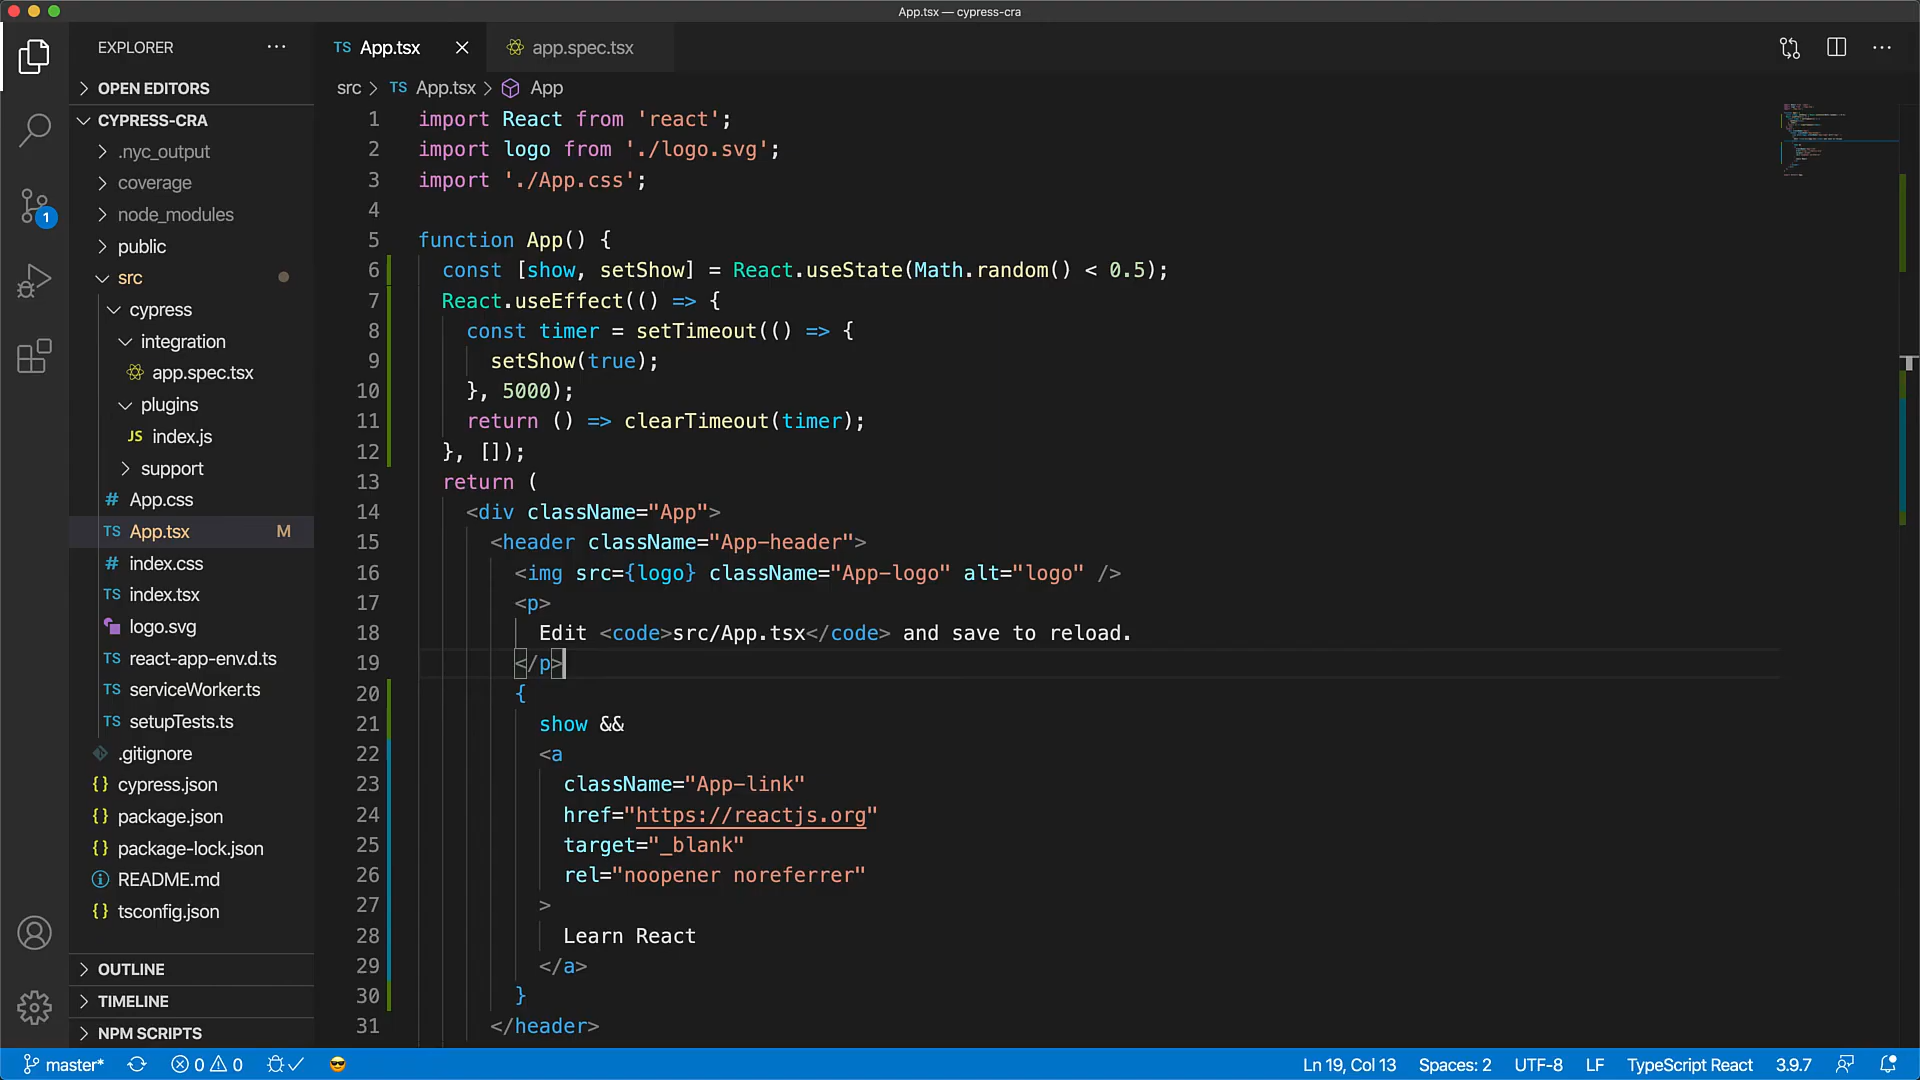 App.tsx — cypress-cra
EXPLORER
OPEN EDITORS
CYPRESS-CRA
.nyc_output
coverage
node_modules
public
src
cypress
integration
app.spec.tsx
plugins
JS index.js
support
# App.css
TS App.tsx M
# index.css
TS index.tsx
logo.svg
TS react-app-env.d.ts
TS serviceWorker.ts
TS setupTests.ts
.gitignore
{} cypress.json
{} package.json
{} package-lock.json
README.md
{} tsconfig.json
OUTLINE
TIMELINE
NPM SCRIPTS
1
TS App.tsx
app.spec.tsx
src > TS App.tsx > App
1 import React from 'react';
2 import logo from './logo.svg';
3 import './App.css';
4
5 function App() {
6 const [show, setShow] = React.useState(Math.random() < 0.5);
7 React.useEffect(() => {
8 const timer = setTimeout(() => {
9 setShow(true);
10 }, 5000);
11 return () => clearTimeout(timer);
12 }, []);
13 return (
14 <div className="App">
15 <header className="App-header">
16 <img src={logo} className="App-logo" alt="logo" />
17 <p>
18 Edit <code>src/App.tsx</code> and save to reload.
19 </p>
20 {
21 show &&
22 <a
23 className="App-link"
24 href="https://reactjs.org"
25 target="_blank"
26 rel="noopener noreferrer"
27 >
28 Learn React
29 </a>
30 }
31 </header>
master* 0 0 Ln 19, Col 13 Spaces: 2 UTF-8 LF TypeScript React 3.9.7